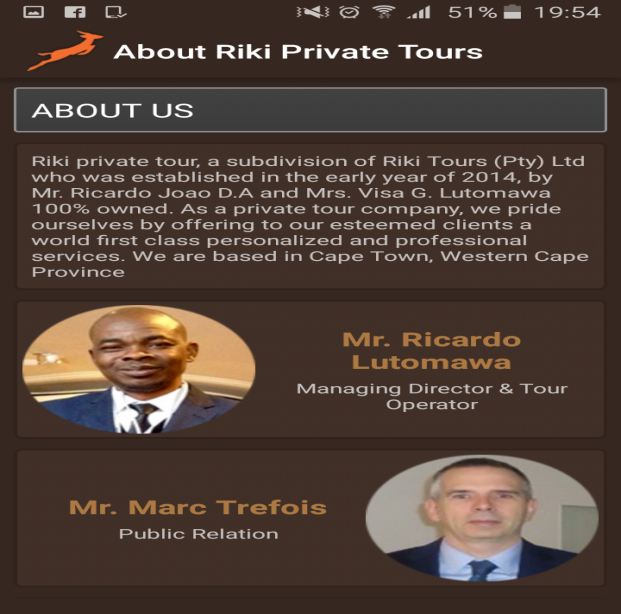 51% 19:54
About Riki Private Tours
ABOUT US
Riki private tour, a subdivision of Riki Tours (Pty) Ltd
who was established in the early year of 2014, by
Mr. Ricardo Joao D.A and Mrs. Visa G. Lutomawa
100% owned. As a private tour company, we pride
ourselves by offering to our esteemed clients a
world first class personalized and professional
services. We are based in Cape Town, Western Cape
Province
Mr. Ricardo
Lutomawa
Managing Director & Tour
Operator
Mr. Marc Trefois
Public Relation